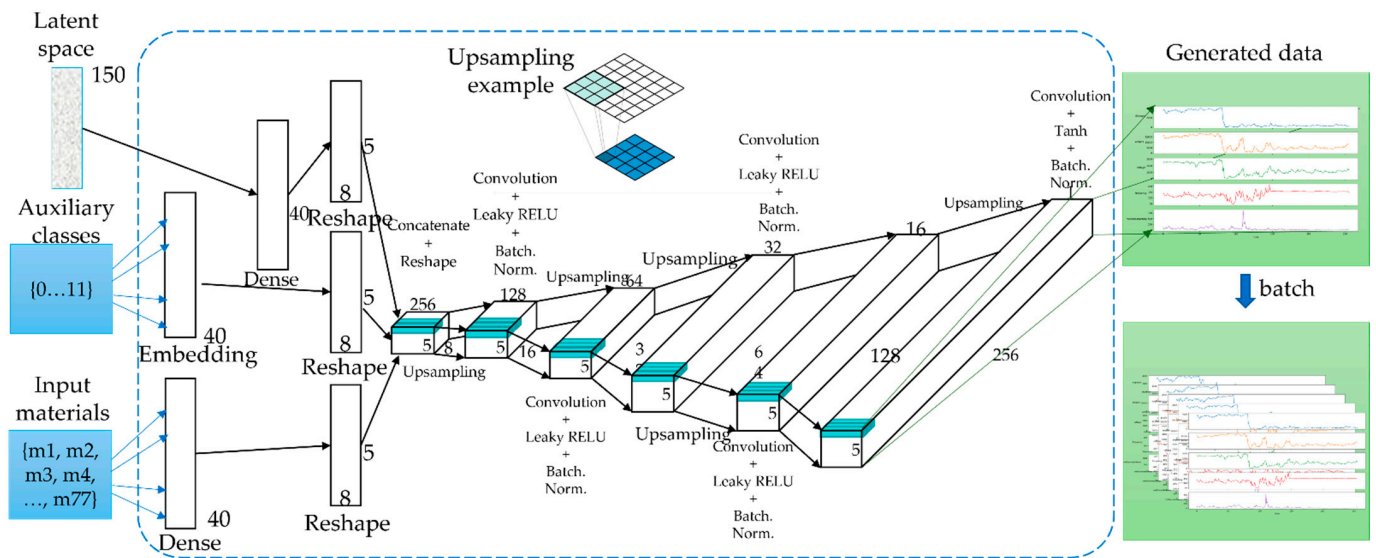 Latent
space
150
Auxiliary
classes
{0…11}
Input
materials
{m1, m2,
m3, m4,
…, m77}
40
Embedding
40
Dense
40
Dense
5
8
Reshape
5
8
Reshape
5
8
Reshape
Upsampling
example
Concatenate
+
Reshape
256
5
8
Upsampling
Convolution
+
Leaky RELU
+
Batch.
Norm.
128
5
16
Upsampling
64
5
3
Convolution
+
Leaky RELU
+
Batch.
Norm.
Upsampling
Upsampling
Convolution
+
Leaky RELU
+
Batch.
Norm.
32
5
6
4
Convolution
+
Leaky RELU
+
Batch.
Norm.
16
5
128
Upsampling
Convolution
+
Tanh
+
Batch.
Norm.
5
256
Generated data
batch